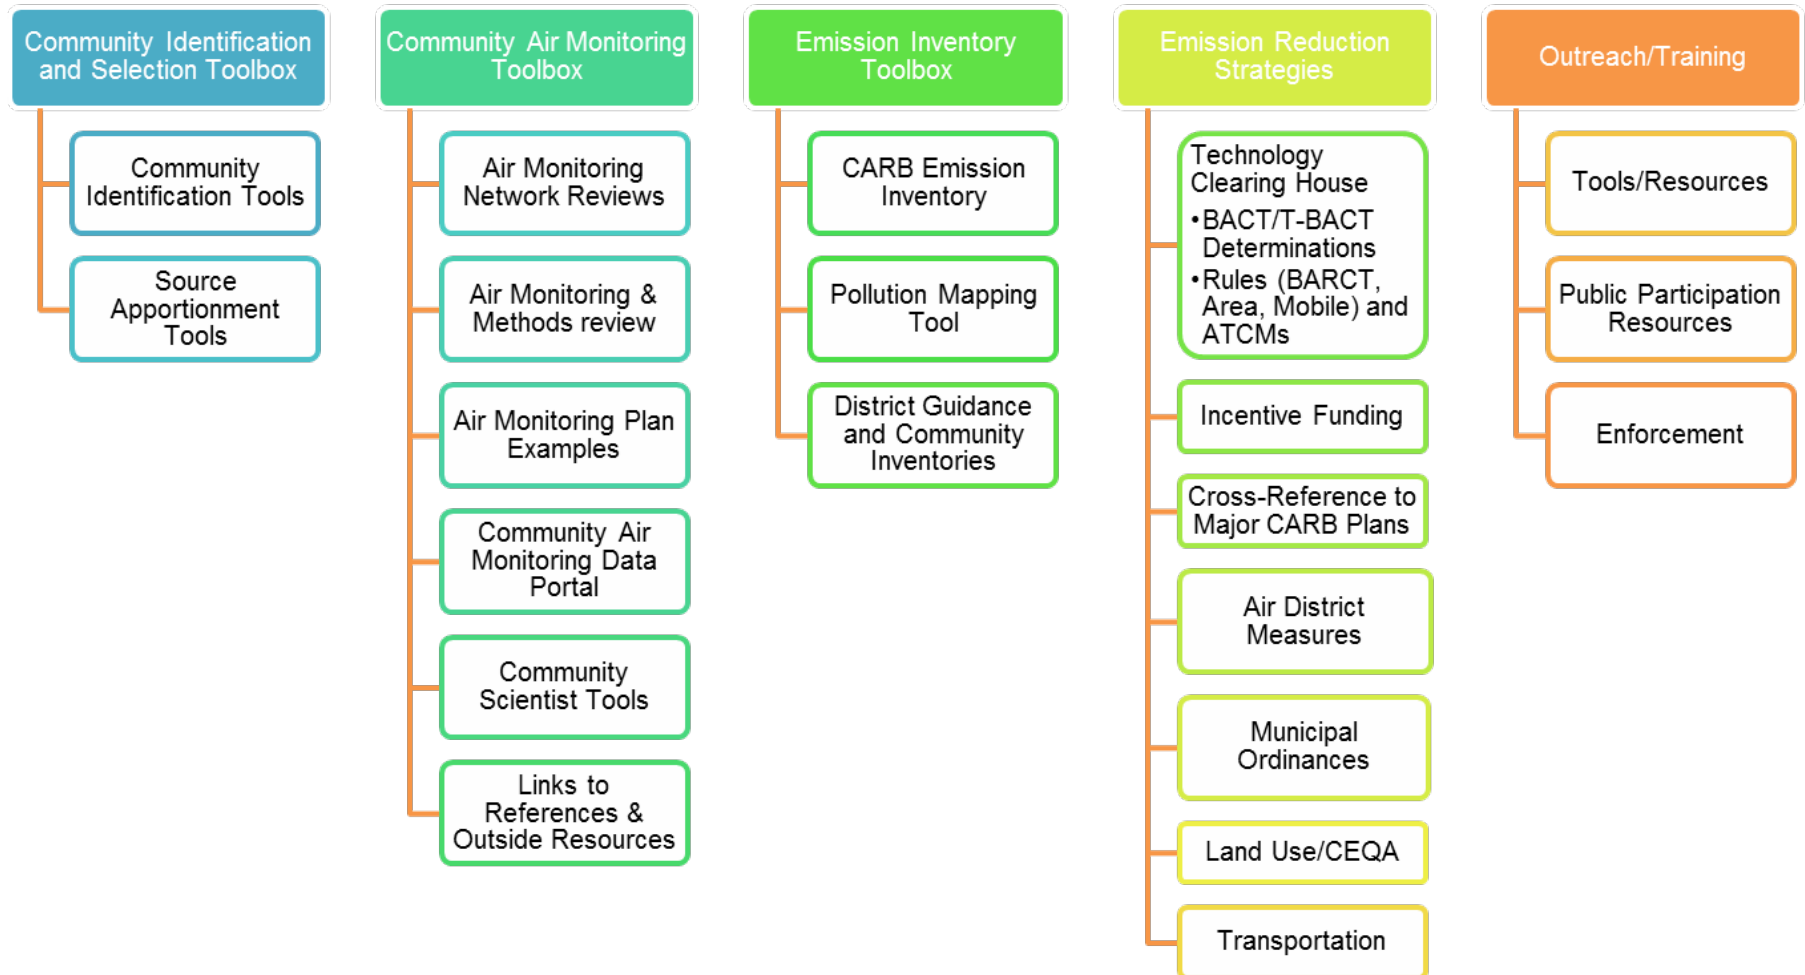 Community Identification
and Selection Toolbox
Community Identification Tools
Source
Apportionment
Tools
Community Air Monitoring
Toolbox
Air Monitoring
Network Reviews
Air Monitoring &
Methods review
Air Monitoring Plan
Examples
Community Air
Monitoring Data
Portal
Community
Scientist Tools
Links to
References &
Outside Resources
Emission Inventory
Toolbox
CARB Emission
Inventory
Pollution Mapping
Tool
District Guidance
and Community
Inventories
Emission Reduction
Strategies
Technology
Clearing House
•BACT/T-BACT
Determinations
•Rules (BARCT,
Area, Mobile) and
ATCMs
Incentive Funding
Cross-Reference to
Major CARB Plans
Air District
Measures
Municipal
Ordinances
Land Use/CEQA
Transportation
Outreach/Training
Tools/Resources
Public Participation
Resources
Enforcement